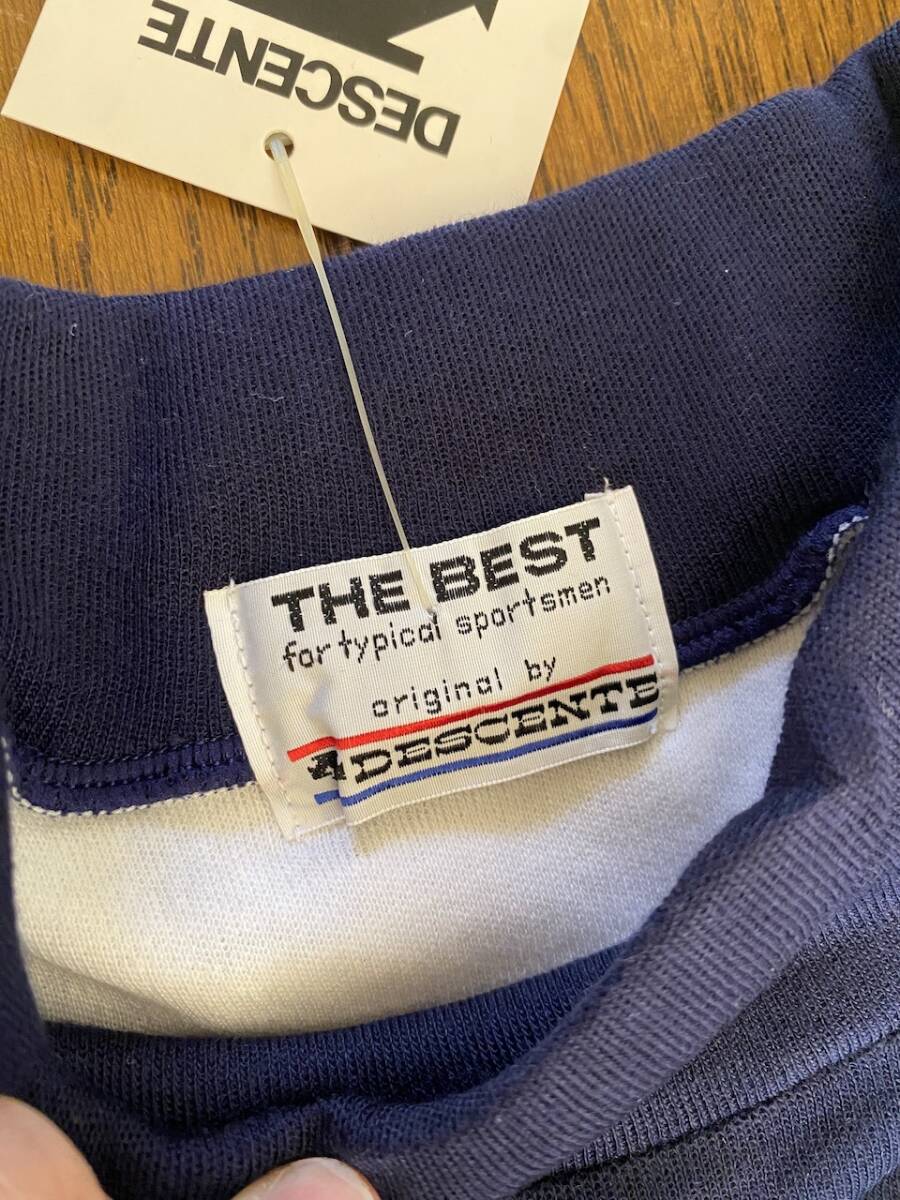 DESCENTE
THE BEST
for typical sportsmen
original by
DESCENTE